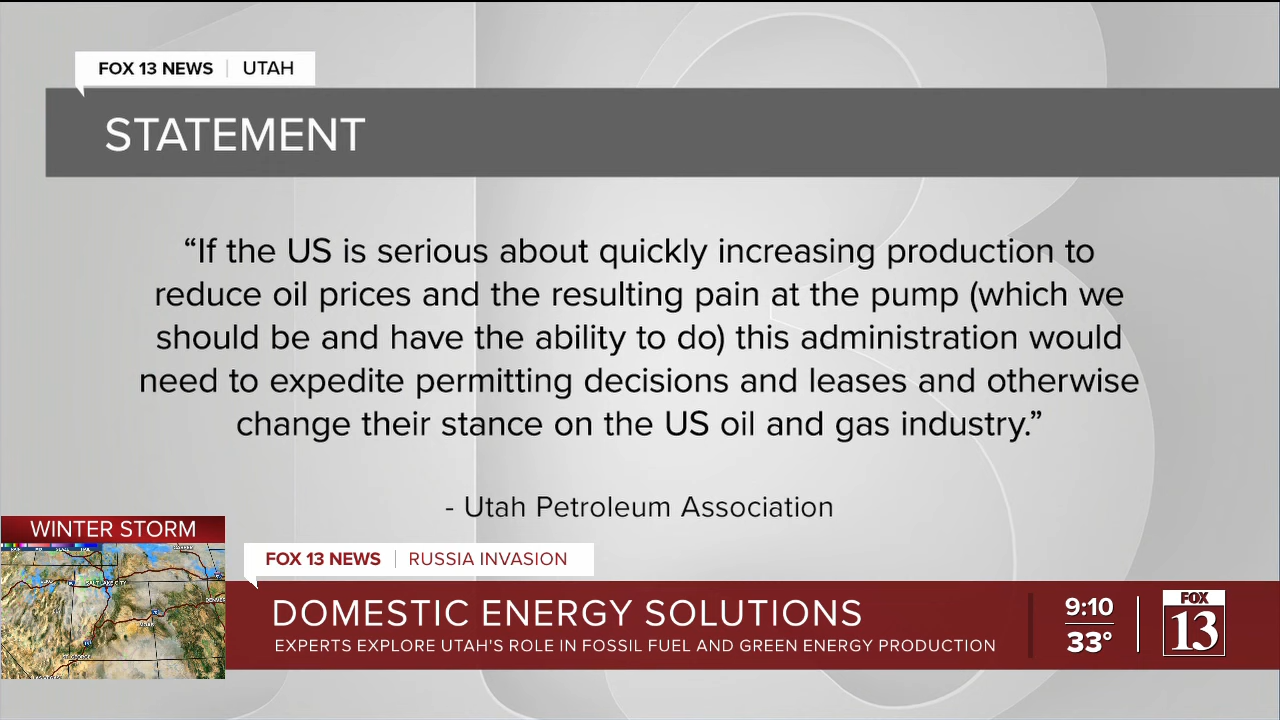 FOX 13 NEWS | UTAH
STATEMENT
“If the US is serious about quickly increasing production to
reduce oil prices and the resulting pain at the pump (which we
should be and have the ability to do) this administration would
need to expedite permitting decisions and leases and otherwise
change their stance on the US oil and gas industry.”
- Utah Petroleum Association
WINTER STORM
SALT LAKE CITY
DENVER
FOX 13 NEWS | RUSSIA INVASION
DOMESTIC ENERGY SOLUTIONS
EXPERTS EXPLORE UTAH'S ROLE IN FOSSIL FUEL AND GREEN ENERGY PRODUCTION
9:10
33°
FOX
13